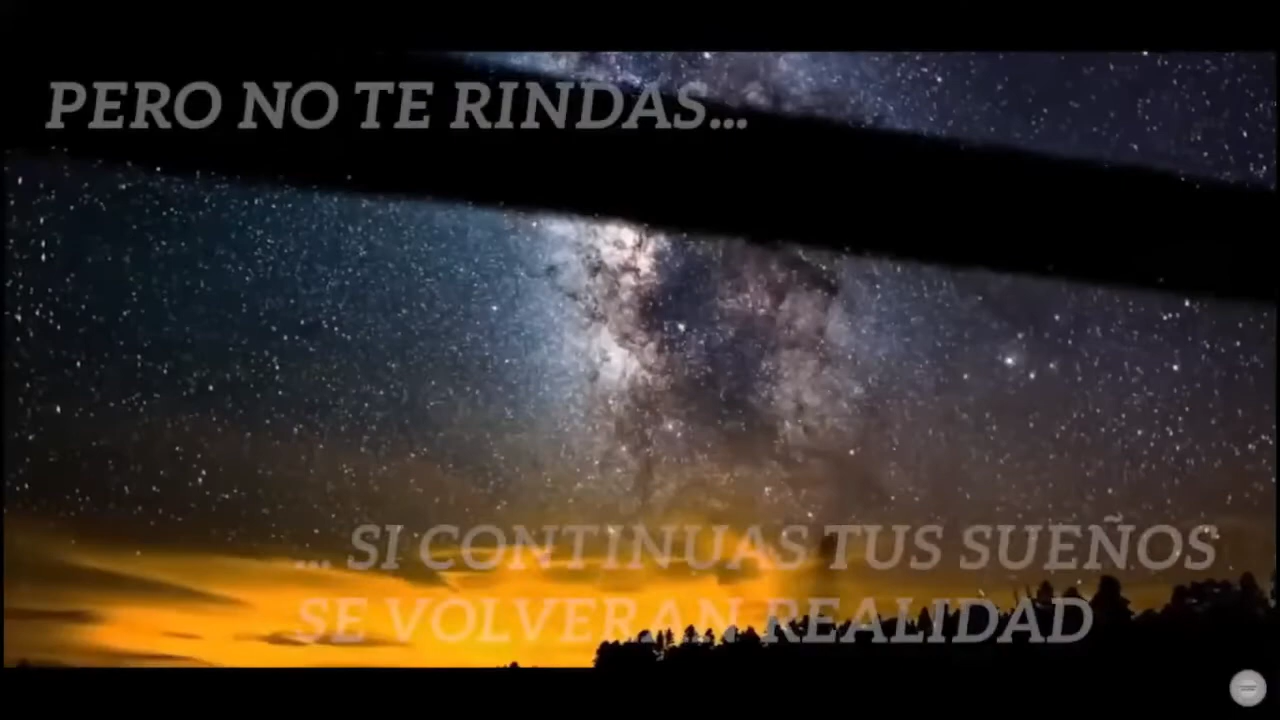 PERO NO TE RINDAS...
... SI CONTINUAS TUS SUEÑOS
SE VOLVERAN REALIDAD